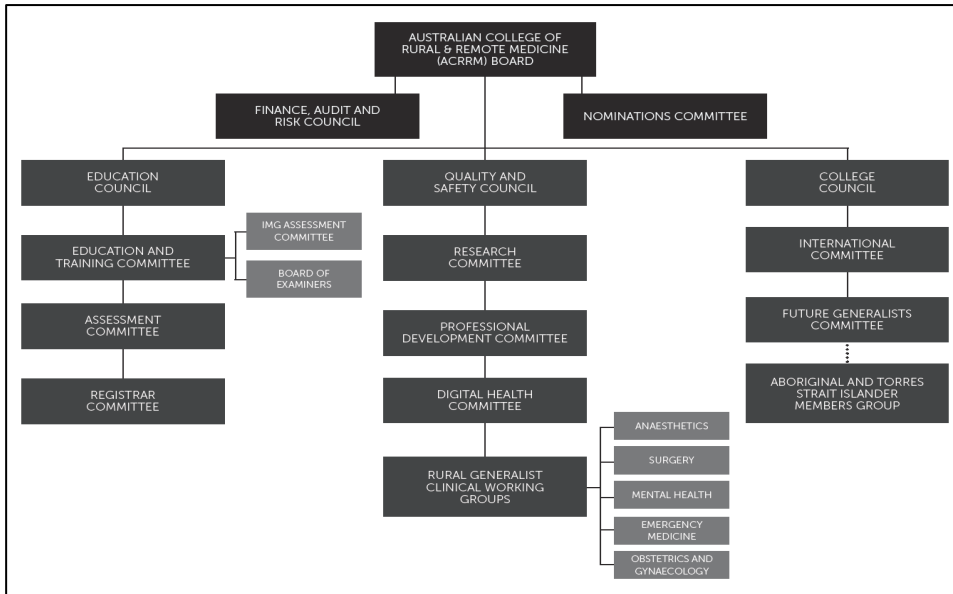 AUSTRALIAN COLLEGE OF
RURAL & REMOTE MEDICINE
(ACRRM) BOARD
FINANCE, AUDIT AND
RISK COUNCIL
NOMINATIONS COMMITTEE
EDUCATION
COUNCIL
QUALITY AND
SAFETY COUNCIL
COLLEGE
COUNCIL
EDUCATION AND
TRAINING COMMITTEE
IMG ASSESSMENT
COMMITTEE
BOARD OF
EXAMINERS
RESEARCH
COMMITTEE
INTERNATIONAL
COMMITTEE
ASSESSMENT
COMMITTEE
PROFESSIONAL
DEVELOPMENT COMMITTEE
FUTURE GENERALISTS
COMMITTEE
REGISTRAR
COMMITTEE
DIGITAL HEALTH
COMMITTEE
ABORIGINAL AND TORRES
STRAIT ISLANDER
MEMBERS GROUP
RURAL GENERALIST
CLINICAL WORKING
GROUPS
ANAESTHETICS
SURGERY
MENTAL HEALTH
EMERGENCY
MEDICINE
OBSTETRICS AND
GYNAECOLOGY